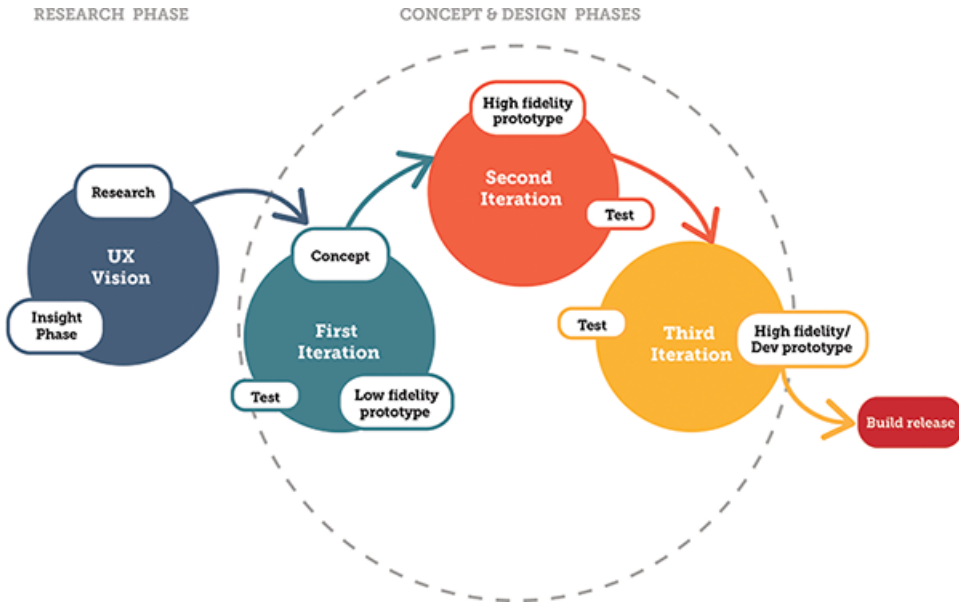 RESEARCH PHASE
CONCEPT & DESIGN PHASES
Research
UX
Vision
Insight
Phase
Concept
First
Iteration
Test
Low fidelity
prototype
High fidelity
prototype
Second
Iteration
Test
Test
Third
Iteration
High fidelity/
Dev prototype
Build release